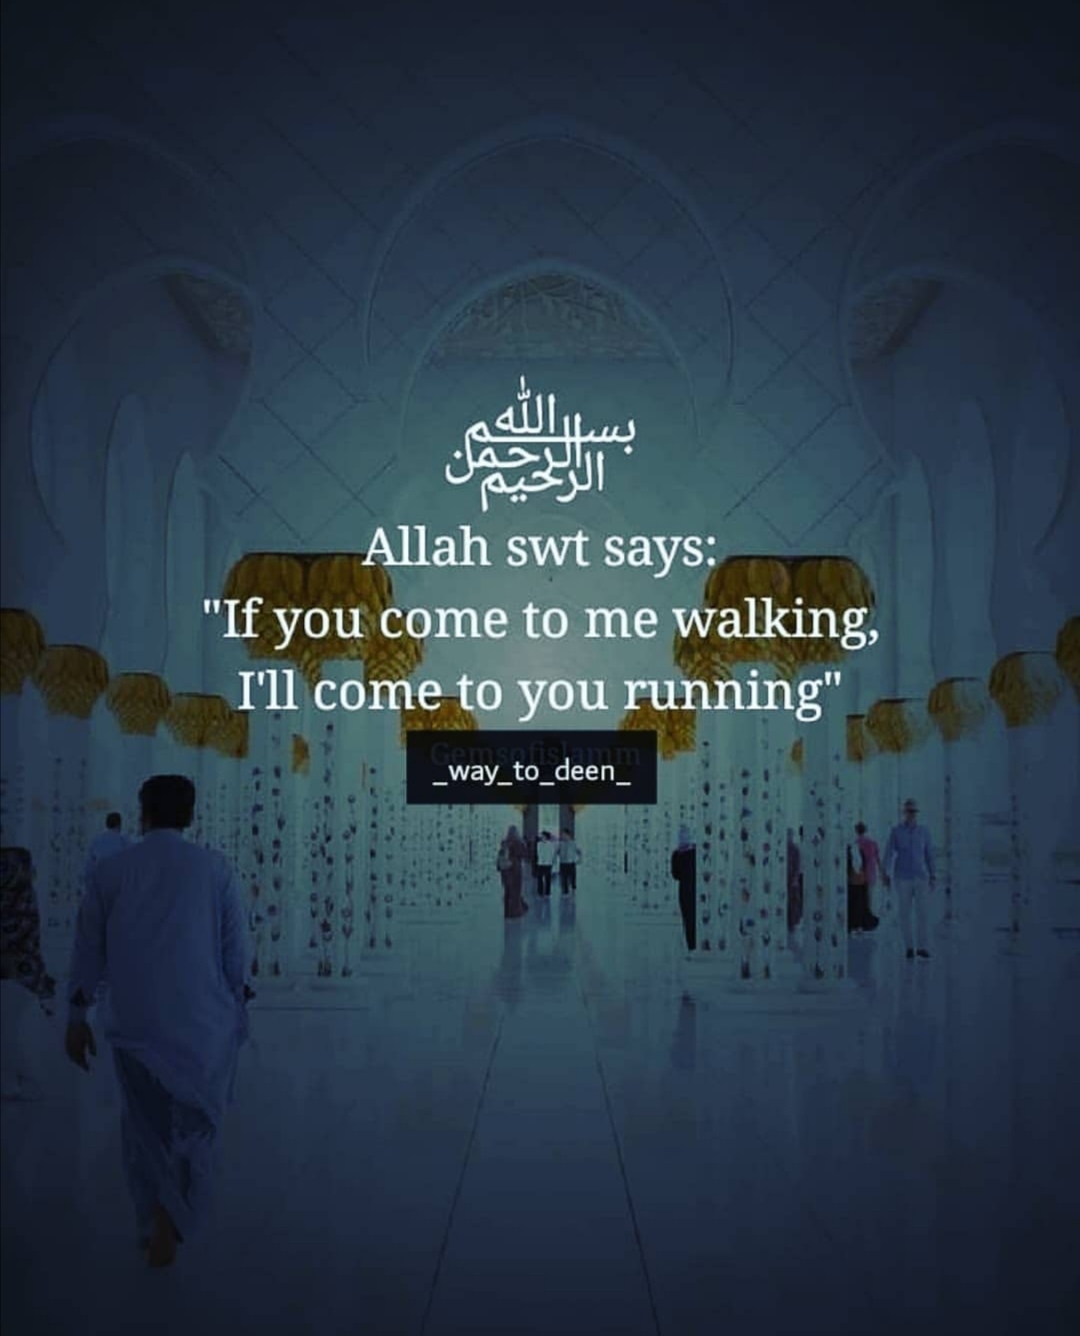 بسم الله
الرحمن
الرحيم
Allah swt says:
"If you come to me walking,
I'll come to you running"
Gemsofislamm
_way_to_deen_